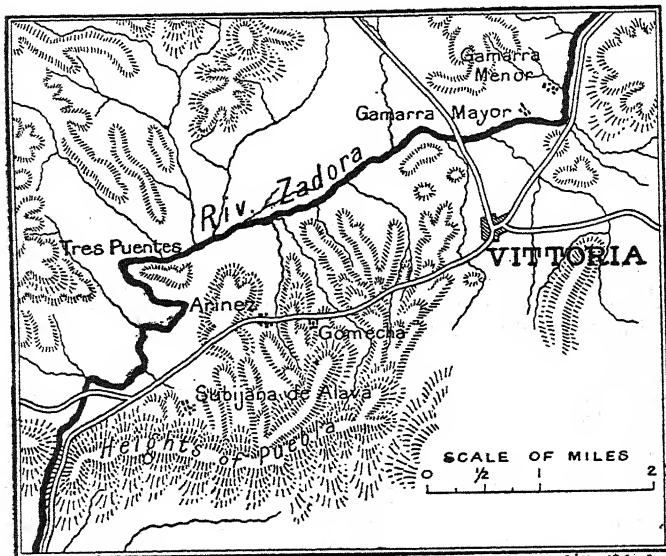 Gamarra
Menor
Gamarra Mayor
Riv. Zadora
Tres Puentes
VITTORIA
Arinez
Gomecha
Subijana de Alava
Heights of Puebla
SCALE OF MILES
0 ½ 1 2